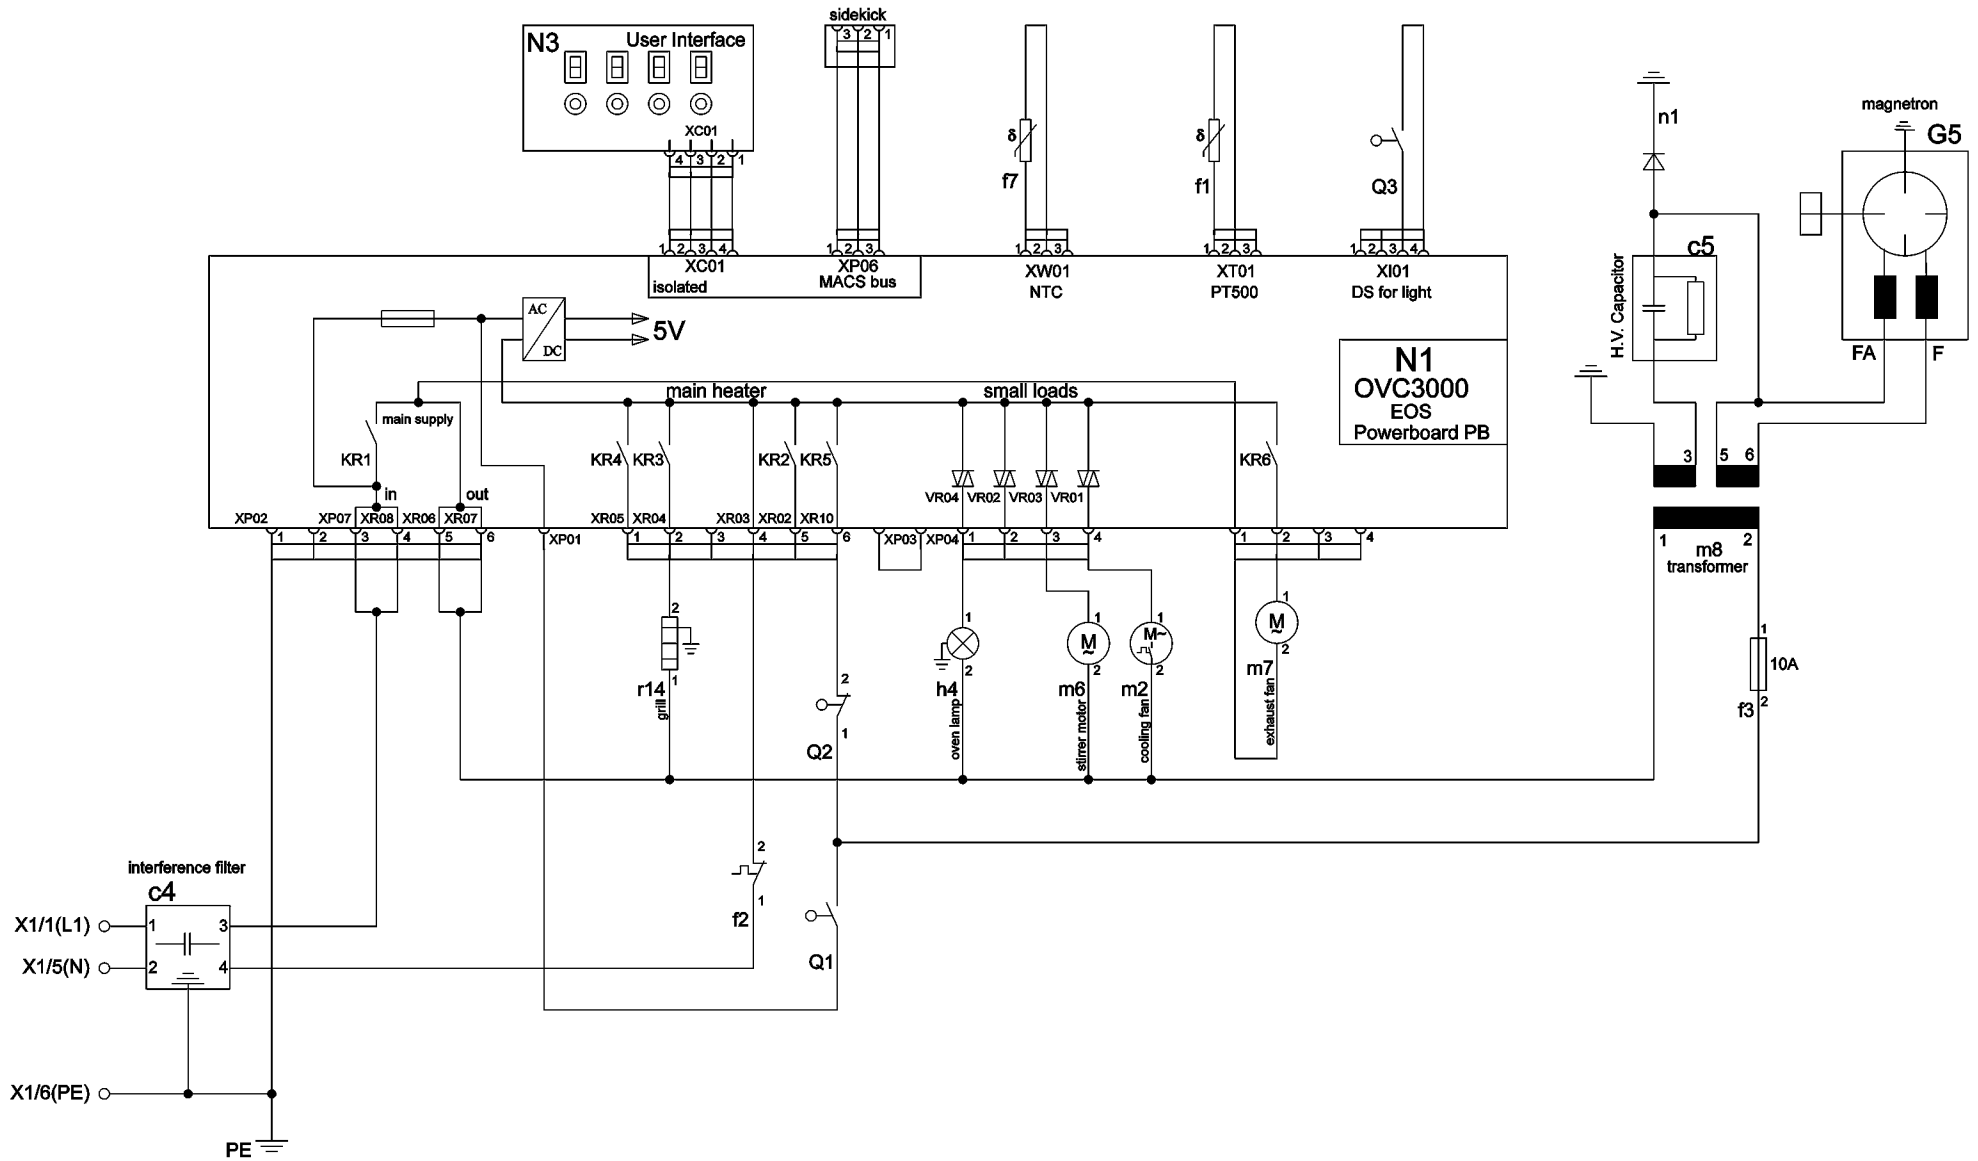 sidekick
3 2 1
N3 User Interface
XC01
4 3 2 1
δ
f7
δ
f1
Q3
n1
magnetron
G5
1 2 3 4
1 2 3
1 2 3
1 2 3
1 2 3 4
XC01
isolated
XP06
MACS bus
XW01
NTC
XT01
PT500
XI01
DS for light
c5
H.V. Capacitor
FA F
AC
DC
5V
N1
OVC3000
EOS
Powerboard PB
main heater
small loads
main supply
KR1
KR4 KR3 KR2 KR5
KR6
3 5 6
in out
VR04 VR02 VR03 VR01
XP02 XP07 XR08 XR06 XR07
XR05 XR04 XR03 XR02 XR10
1 2 3 4 5 6
XP01
1 2 3 4 5 6
XP03 XP04
1 2 3 4
1 2 3 4
1 2
m8
transformer
2
1
r14
grill
1
2
h4
oven lamp
1
M
~
2
m6
stirrer motor
1
M~
2
m2
cooling fan
1
M
~
2
m7
exhaust fan
1
10A
2
f3
2
1
Q2
2
1
f2
Q1
interference filter
c4
X1/1(L1)
1 3
X1/5(N)
2 4
X1/6(PE)
PE